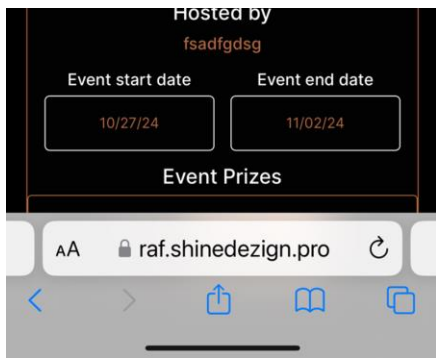 Hosted by
fsadfgdsg
Event start date Event end date
10/27/24 11/02/24
Event Prizes
AA raf.shinedezign.pro